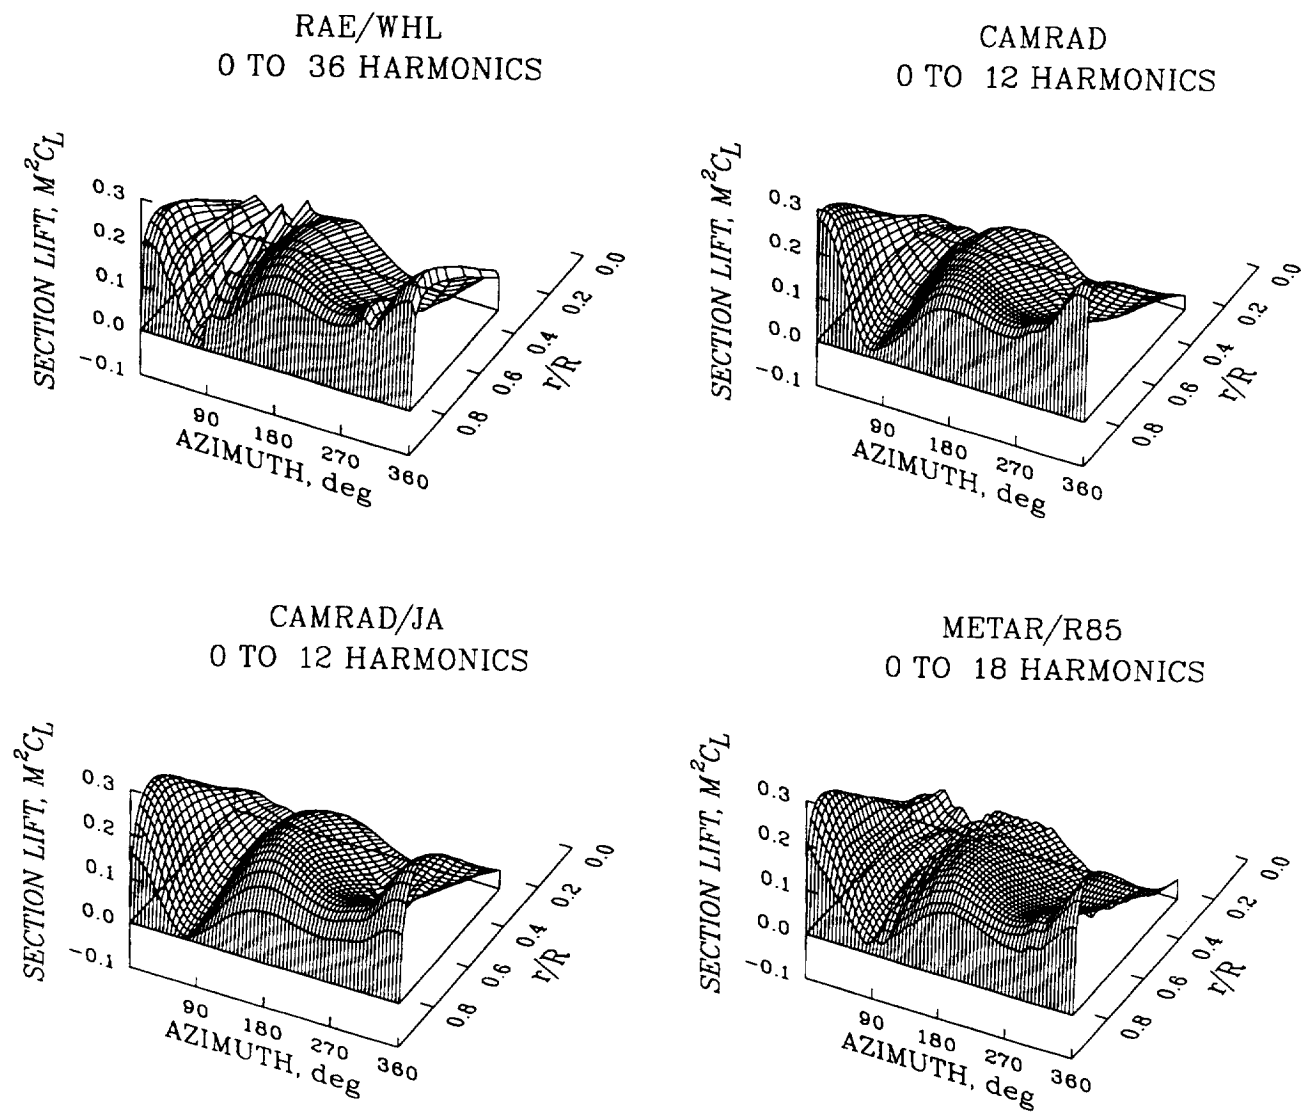 RAE/WHL
0 TO 36 HARMONICS
SECTION LIFT, M²C_L
0.3
0.2
0.1
0.0
−0.1
90
180
270
360
AZIMUTH, deg
0.0
0.2
0.4
0.6
0.8
r/R
CAMRAD
0 TO 12 HARMONICS
SECTION LIFT, M²C_L
0.3
0.2
0.1
0.0
−0.1
90
180
270
360
AZIMUTH, deg
0.0
0.2
0.4
0.6
0.8
r/R
CAMRAD/JA
0 TO 12 HARMONICS
SECTION LIFT, M²C_L
0.3
0.2
0.1
0.0
−0.1
90
180
270
360
AZIMUTH, deg
0.0
0.2
0.4
0.6
0.8
r/R
METAR/R85
0 TO 18 HARMONICS
SECTION LIFT, M²C_L
0.3
0.2
0.1
0.0
−0.1
90
180
270
360
AZIMUTH, deg
0.0
0.2
0.4
0.6
0.8
r/R